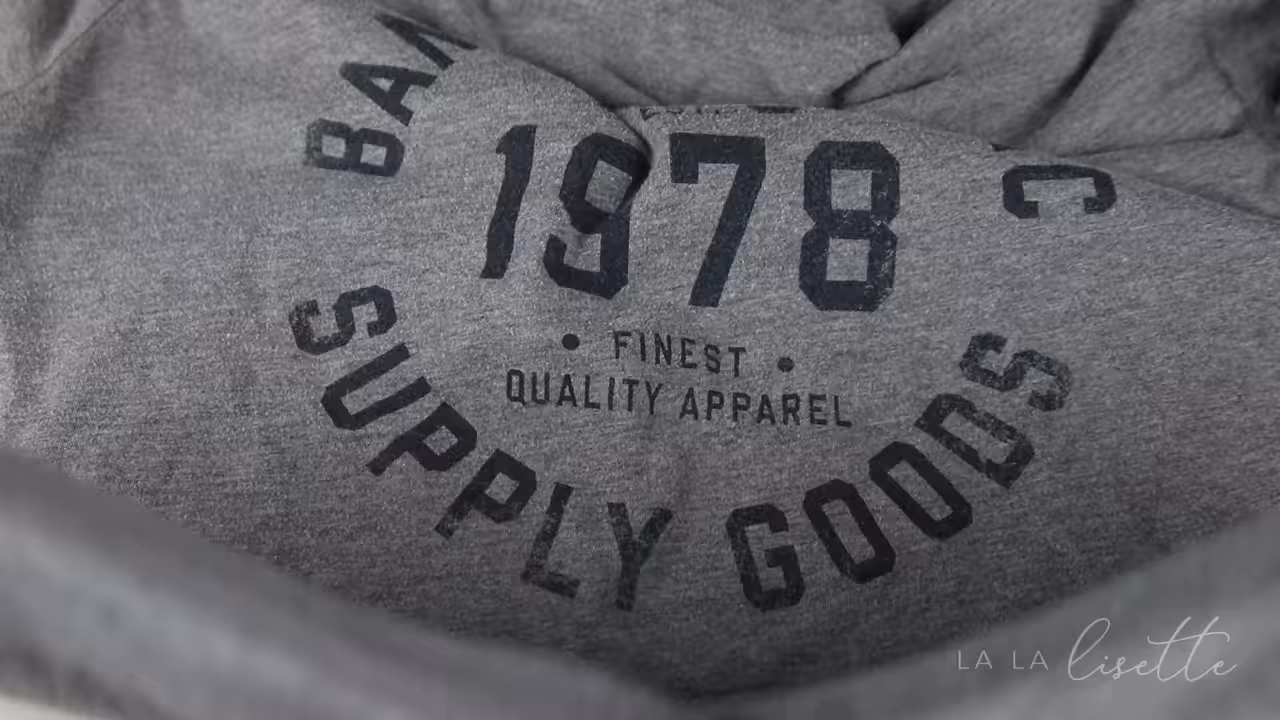 1978
• FINEST •
QUALITY APPAREL
SUPPLY GOODS
LA LA lisette